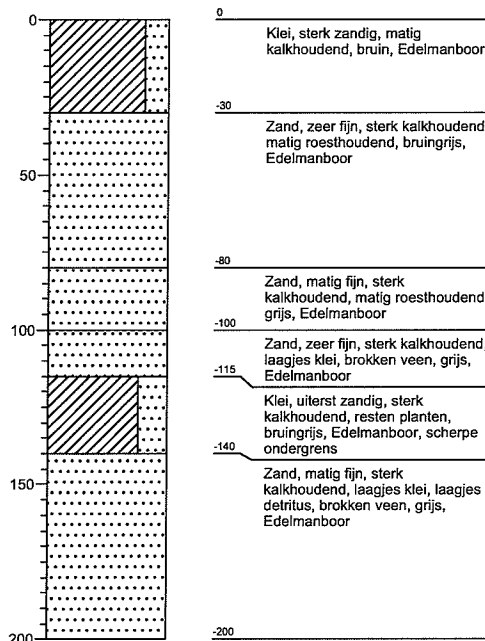 0
50
100
150
200
0
Klei, sterk zandig, matig
kalkhoudend, bruin, Edelmanboor
-30
Zand, zeer fijn, sterk kalkhoudend
matig roesthoudend, bruingrijs,
Edelmanboor
-80
Zand, matig fijn, sterk
kalkhoudend, matig roesthoudend
grijs, Edelmanboor
-100
Zand, zeer fijn, sterk kalkhoudend,
laagjes klei, brokken veen, grijs,
Edelmanboor
-115
Klei, uiterst zandig, sterk
kalkhoudend, resten planten,
bruingrijs, Edelmanboor, scherpe
ondergrens
-140
Zand, matig fijn, sterk
kalkhoudend, laagjes klei, laagjes
detritus, brokken veen, grijs,
Edelmanboor
-200